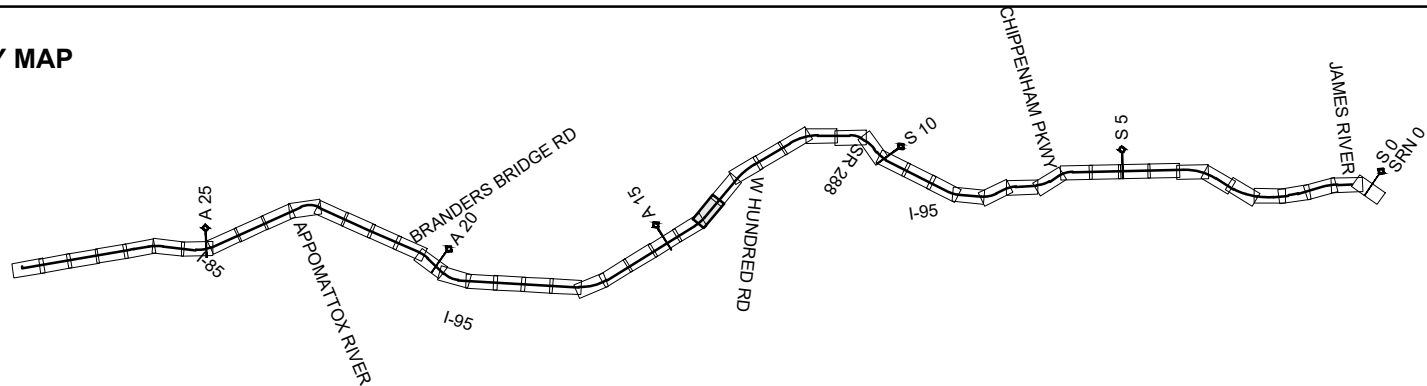 Y MAP
CHIPPENHAM PKWY
JAMES RIVER
S 5
S 10
S 0
SRN 0
SR 288
BRANDERS BRIDGE RD
A 25
A 20
A 15
W HUNDRED RD
I-95
I-85
APPOMATTOX RIVER
I-95